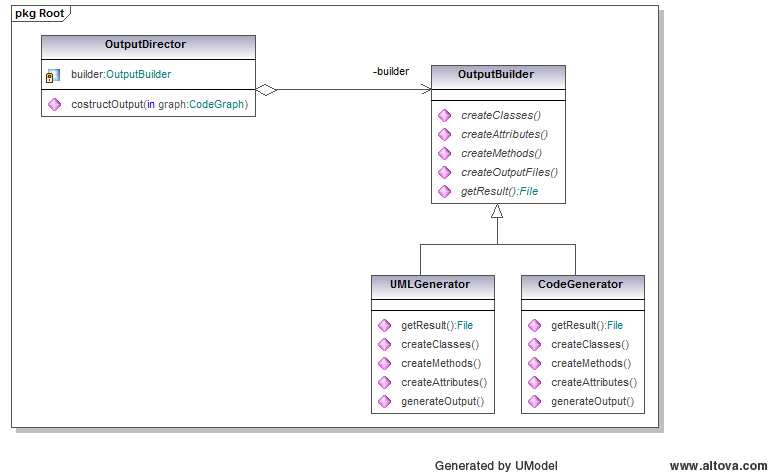 pkg Root
OutputDirector
builder:OutputBuilder
costructOutput(in graph:CodeGraph)
-builder
OutputBuilder
createClasses()
createAttributes()
createMethods()
createOutputFiles()
getResult():File
UMLGenerator
getResult():File
createClasses()
createMethods()
createAttributes()
generateOutput()
CodeGenerator
getResult():File
createClasses()
createMethods()
createAttributes()
generateOutput()
Generated by UModel
www.altova.com